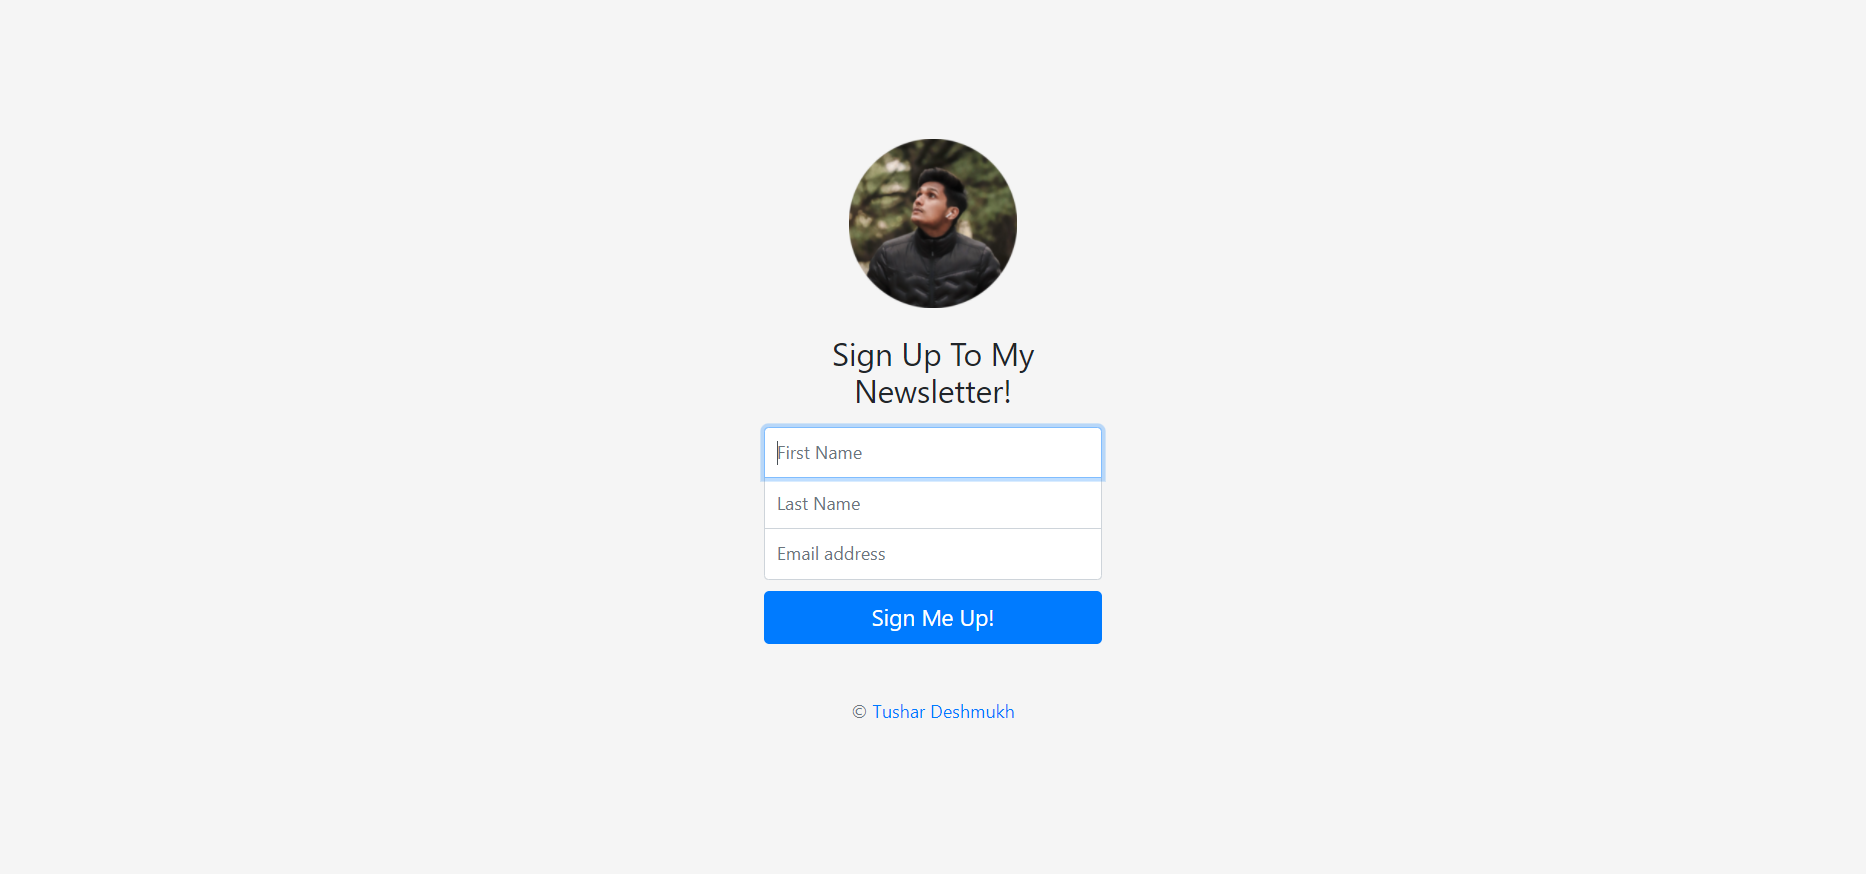 Sign Up To My
Newsletter!
First Name
Last Name
Email address
Sign Me Up!
© Tushar Deshmukh